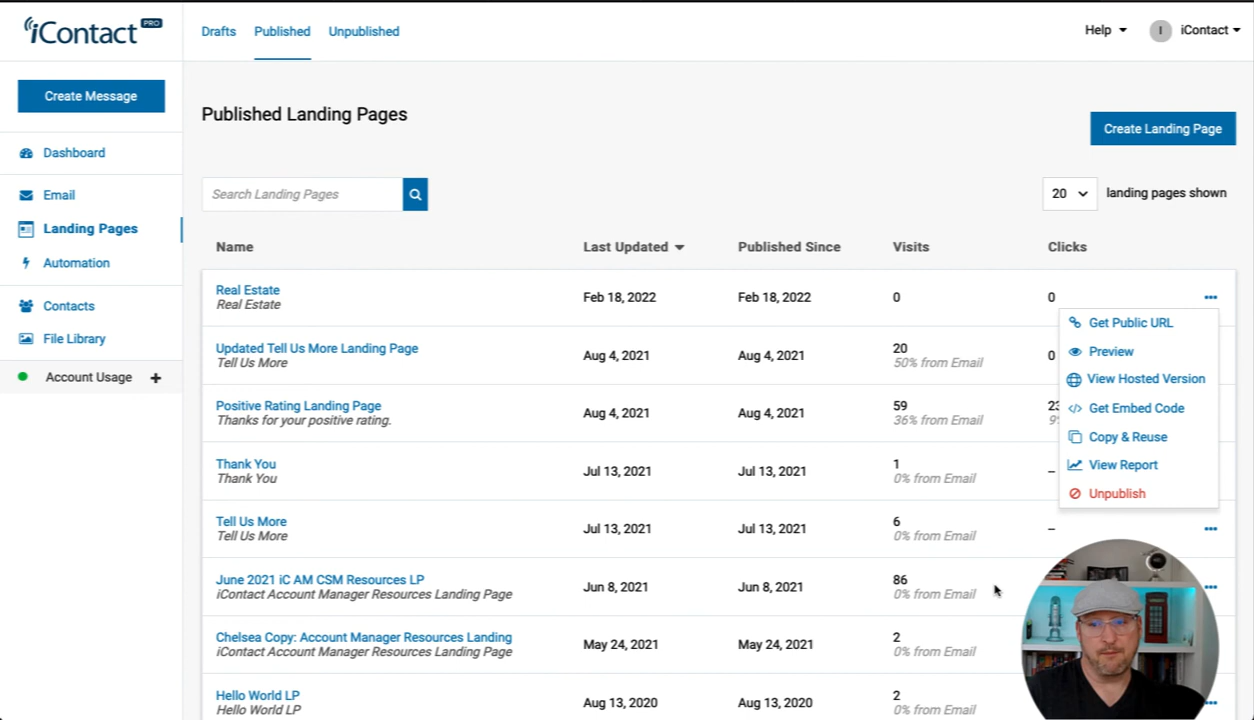 iContact PRO
Drafts Published Unpublished
Help
I iContact
Create Message
Dashboard
Email
Landing Pages
Automation
Contacts
File Library
Account Usage +
Published Landing Pages
Create Landing Page
Search Landing Pages
20 landing pages shown
Name Last Updated Published Since Visits Clicks
Real Estate Feb 18, 2022 Feb 18, 2022 0 0
Real Estate
Updated Tell Us More Landing Page Aug 4, 2021 Aug 4, 2021 20 0
Tell Us More 50% from Email
Positive Rating Landing Page Aug 4, 2021 Aug 4, 2021 59 23
Thanks for your positive rating. 36% from Email
Thank You Jul 13, 2021 Jul 13, 2021 1 –
Thank You 0% from Email
Tell Us More Jul 13, 2021 Jul 13, 2021 6 –
Tell Us More 0% from Email
June 2021 iC AM CSM Resources LP Jun 8, 2021 Jun 8, 2021 86
iContact Account Manager Resources Landing Page 0% from Email
Chelsea Copy: Account Manager Resources Landing May 24, 2021 May 24, 2021 2
iContact Account Manager Resources Landing Page 0% from Email
Hello World LP Aug 13, 2020 Aug 13, 2020 2
Hello World LP 0% from Email
Get Public URL
Preview
View Hosted Version
Get Embed Code
Copy & Reuse
View Report
Unpublish